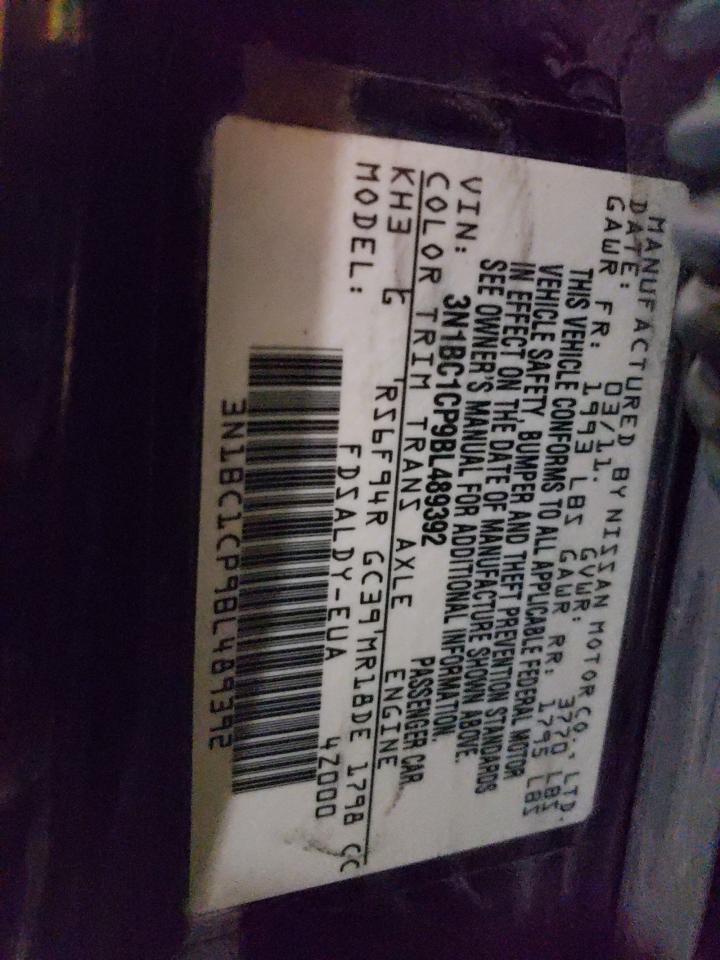 MANUFACTURED BY NISSAN MOTOR CO., LTD.
DATE: 03/11. GVWR: 3770 LBS
GAWR FR: 1993 LBS GAWR RR: 1795 LBS
THIS VEHICLE CONFORMS TO ALL APPLICABLE FEDERAL MOTOR
VEHICLE SAFETY, BUMPER AND THEFT PREVENTION STANDARDS
IN EFFECT ON THE DATE OF MANUFACTURE SHOWN ABOVE.
SEE OWNER'S MANUAL FOR ADDITIONAL INFORMATION.
VIN: 3N1BC1CP9BL489392 PASSENGER CAR
COLOR TRIM TRANS AXLE ENGINE
KH3 G RS6F94R GC39 MR18DE 1798 CC
MODEL: FDSALDY-EUA 4Z000
3N1BC1CP9BL489392